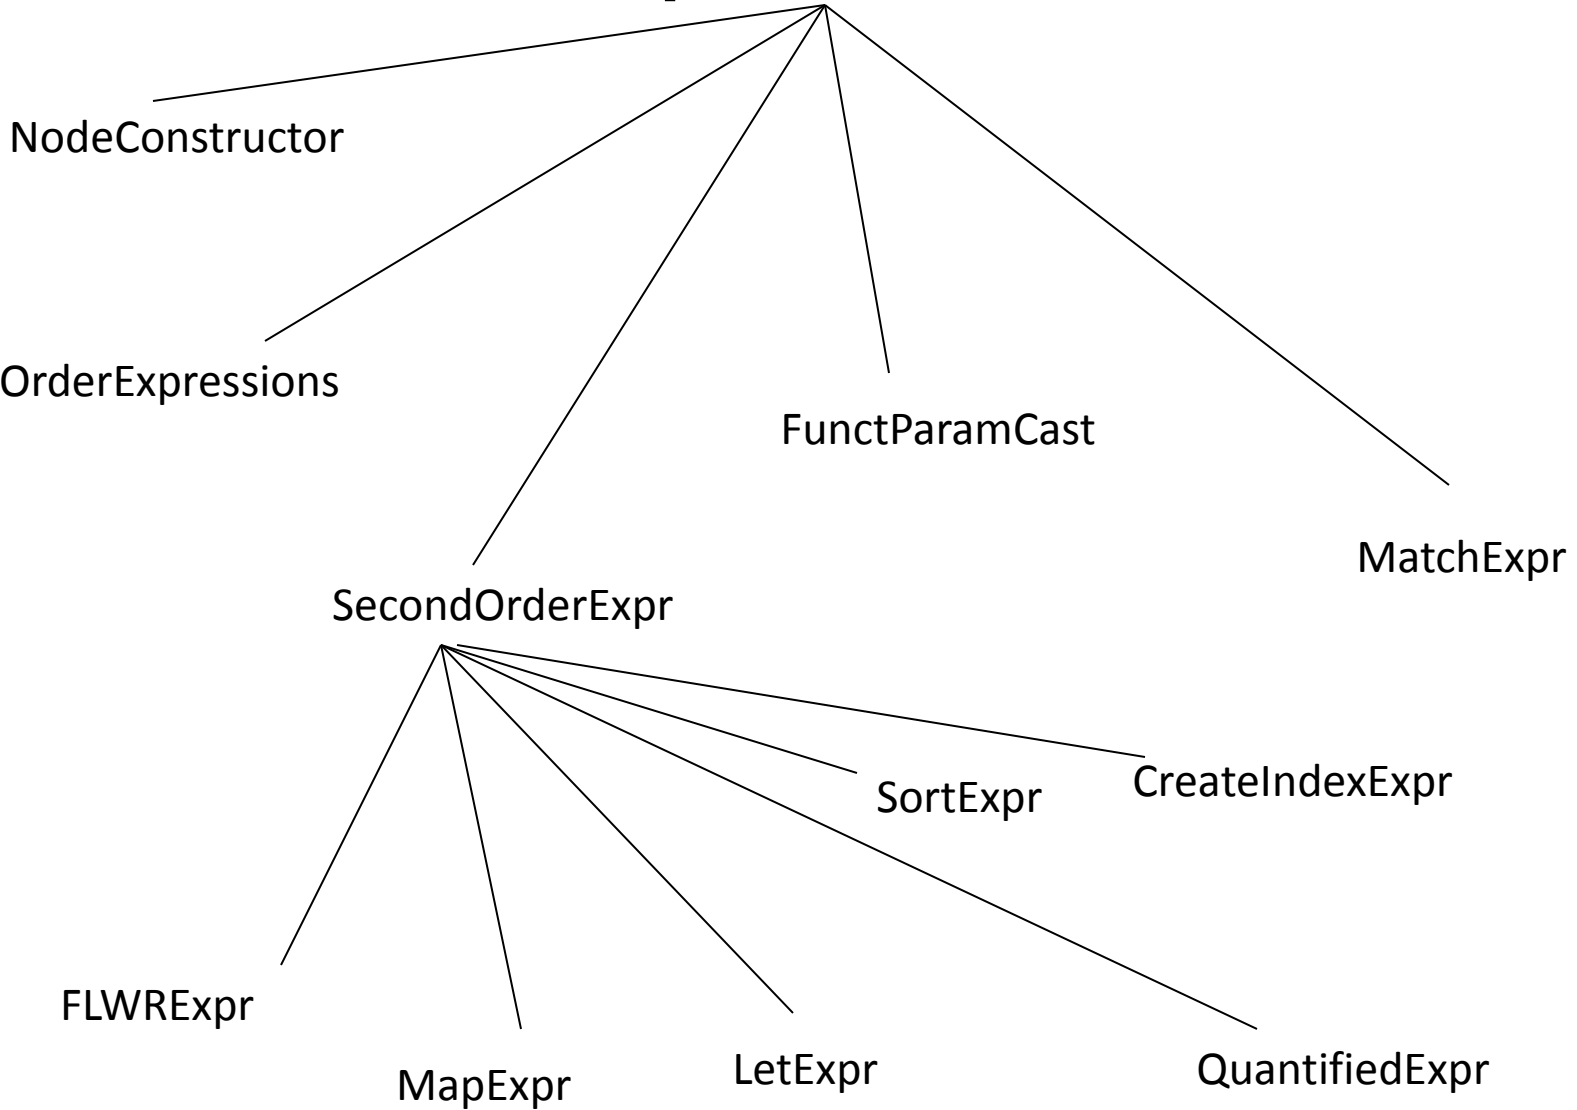 NodeConstructor
OrderExpressions
FunctParamCast
MatchExpr
SecondOrderExpr
SortExpr
CreateIndexExpr
FLWRExpr
MapExpr
LetExpr
QuantifiedExpr